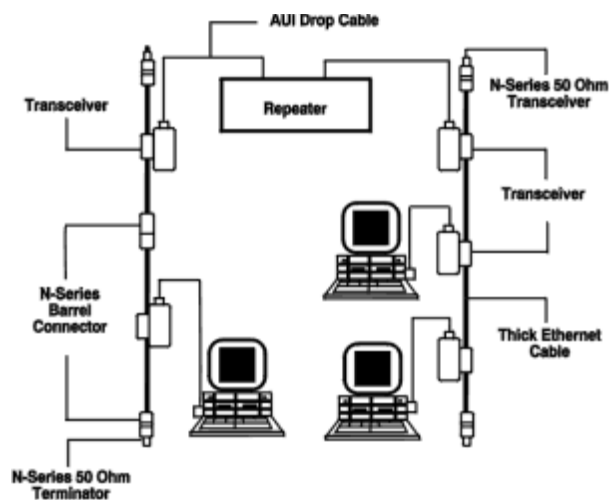 AUI Drop Cable
N-Series 50 Ohm
Transceiver
Transceiver
Repeater
Transceiver
N-Series
Barrel
Connector
Thick Ethernet
Cable
N-Series 50 Ohm
Terminator